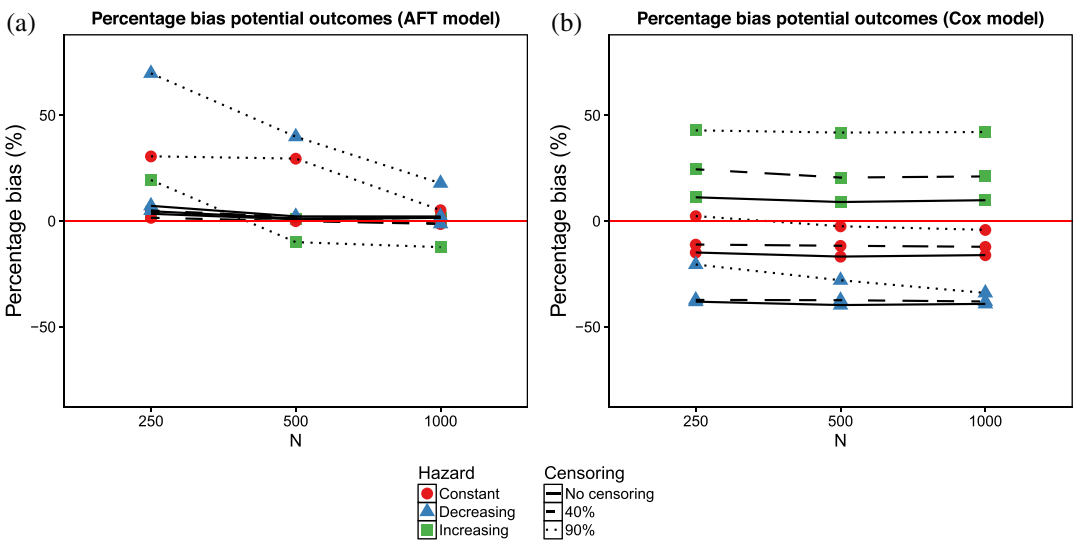 (a)
Percentage bias potential outcomes (AFT model)
Percentage bias (%)
50
0
−50
250
500
1000
N
(b)
Percentage bias potential outcomes (Cox model)
Percentage bias (%)
50
0
−50
250
500
1000
N
Hazard
Constant
Decreasing
Increasing
Censoring
No censoring
40%
90%